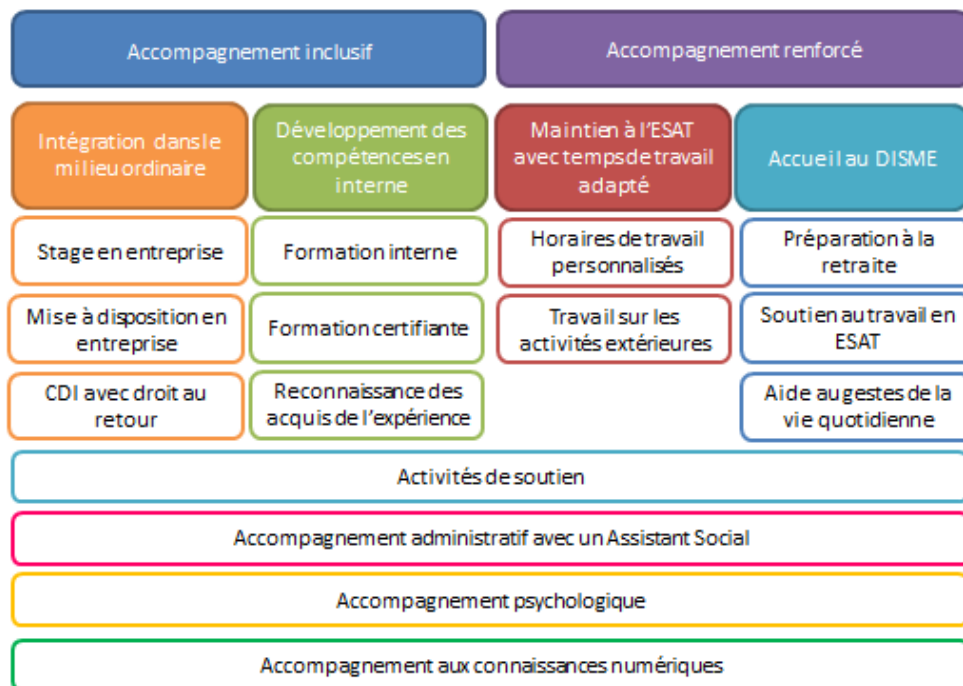 Accompagnement inclusif
Accompagnement renforcé
Intégration dans le
milieu ordinaire
Développement des
compétences en
interne
Maintien à l'ESAT
avec temps de travail
adapté
Accueil au DISME
Stage en entreprise
Formation interne
Horaires de travail
personnalisés
Préparation à la
retraite
Mise à disposition en
entreprise
Formation certifiante
Travail sur les
activités extérieures
Soutien au travail en
ESAT
CDI avec droit au
retour
Reconnaissance des
acquis de l'expérience
Aide au gestes de la
vie quotidienne
Activités de soutien
Accompagnement administratif avec un Assistant Social
Accompagnement psychologique
Accompagnement aux connaissances numériques